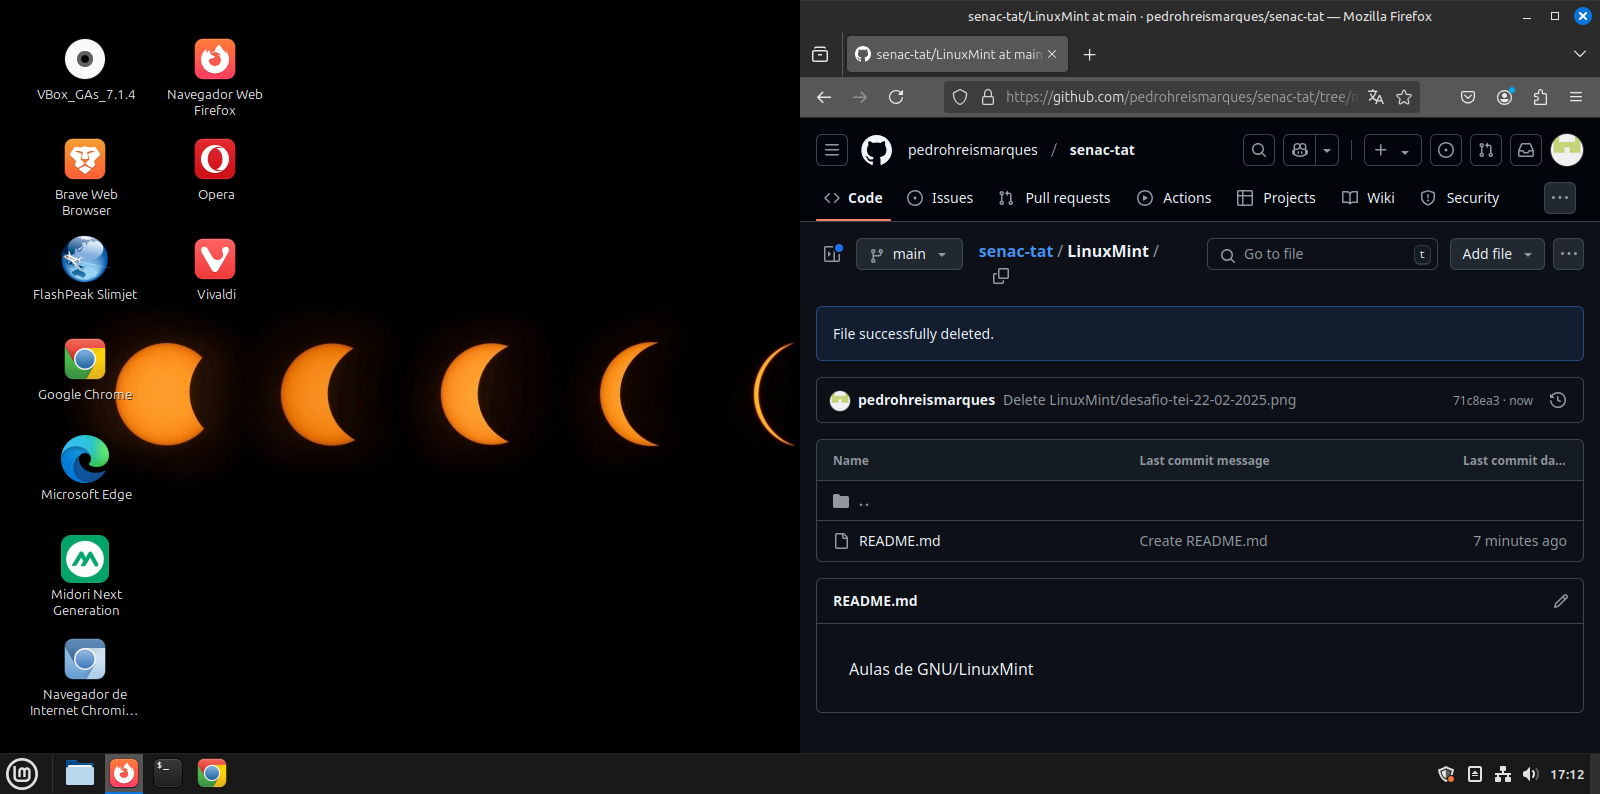 VBox_GAs_7.1.4
Navegador Web
Firefox
Brave Web
Browser
Opera
FlashPeak Slimjet
Vivaldi
Google Chrome
Microsoft Edge
Midori Next
Generation
Navegador de
Internet Chromi...
senac-tat/LinuxMint at main · pedrohreismarques/senac-tat — Mozilla Firefox
senac-tat/LinuxMint at main
https://github.com/pedrohreismarques/senac-tat/tree/m
pedrohreismarques / senac-tat
Code Issues Pull requests Actions Projects Wiki Security
main
senac-tat / LinuxMint /
Go to file t
Add file
File successfully deleted.
pedrohreismarques Delete LinuxMint/desafio-tei-22-02-2025.png 71c8ea3 · now
Name Last commit message Last commit da...
..
README.md Create README.md 7 minutes ago
README.md
Aulas de GNU/LinuxMint
17:12